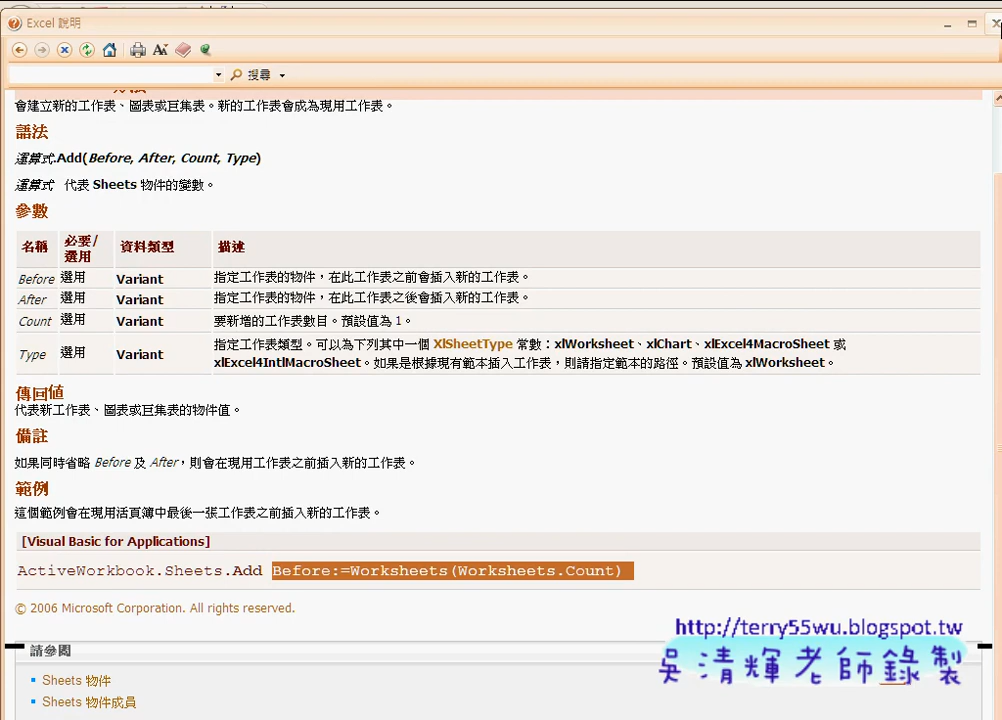 Excel 說明
搜尋
會建立新的工作表、圖表或巨集表。新的工作表會成為現用工作表。
語法
運算式.Add(Before, After, Count, Type)
運算式 代表 Sheets 物件的變數。
參數
名稱 必要/選用 資料類型 描述
Before 選用 Variant 指定工作表的物件，在此工作表之前會插入新的工作表。
After 選用 Variant 指定工作表的物件，在此工作表之後會插入新的工作表。
Count 選用 Variant 要新增的工作表數目。預設值為 1。
Type 選用 Variant 指定工作表類型。可以為下列其中一個 XlSheetType 常數：xlWorksheet、xlChart、xlExcel4MacroSheet 或
xlExcel4IntlMacroSheet。如果是根據現有範本插入工作表，則請指定範本的路徑。預設值為 xlWorksheet。
傳回值
代表新工作表、圖表或巨集表的物件值。
備註
如果同時省略 Before 及 After，則會在現用工作表之前插入新的工作表。
範例
這個範例會在現用活頁簿中最後一張工作表之前插入新的工作表。
[Visual Basic for Applications]
ActiveWorkbook.Sheets.Add Before:=Worksheets(Worksheets.Count)
© 2006 Microsoft Corporation. All rights reserved.
http://terry55wu.blogspot.tw
吳清輝老師錄製
請參閱
Sheets 物件
Sheets 物件成員